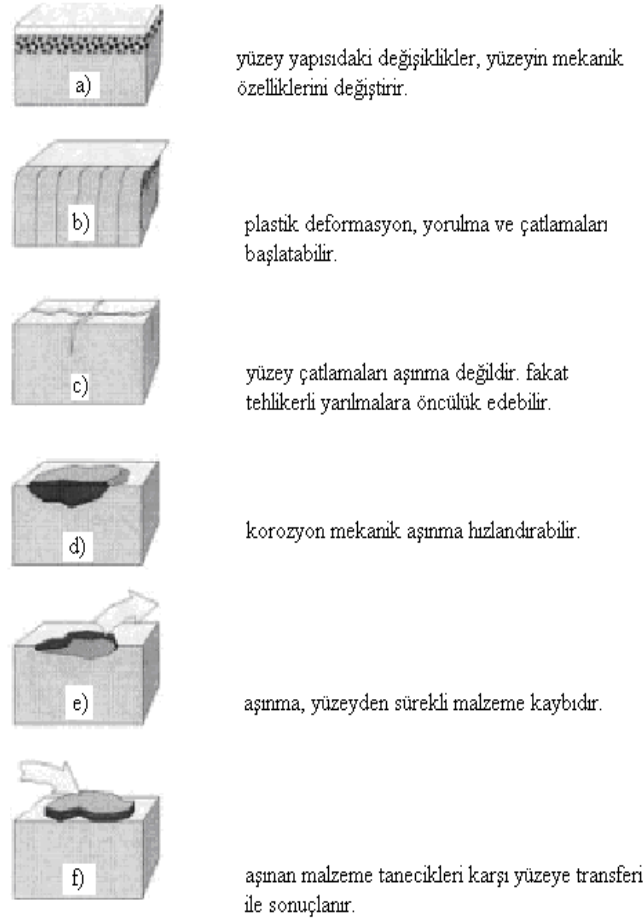 a)
yüzey yapısıdaki değişiklikler, yüzeyin mekanik
özelliklerini değiştirir.
b)
plastik deformasyon, yorulma ve çatlamaları
başlatabilir.
c)
yüzey çatlamaları aşınma değildir. fakat
tehlikerli yarılmalara öncülük edebilir.
d)
korozyon mekanik aşınma hızlandırabilir.
e)
aşınma, yüzeyden sürekli malzeme kaybıdır.
f)
aşınan malzeme tanecikleri karşı yüzeye transferi
ile sonuçlanır.